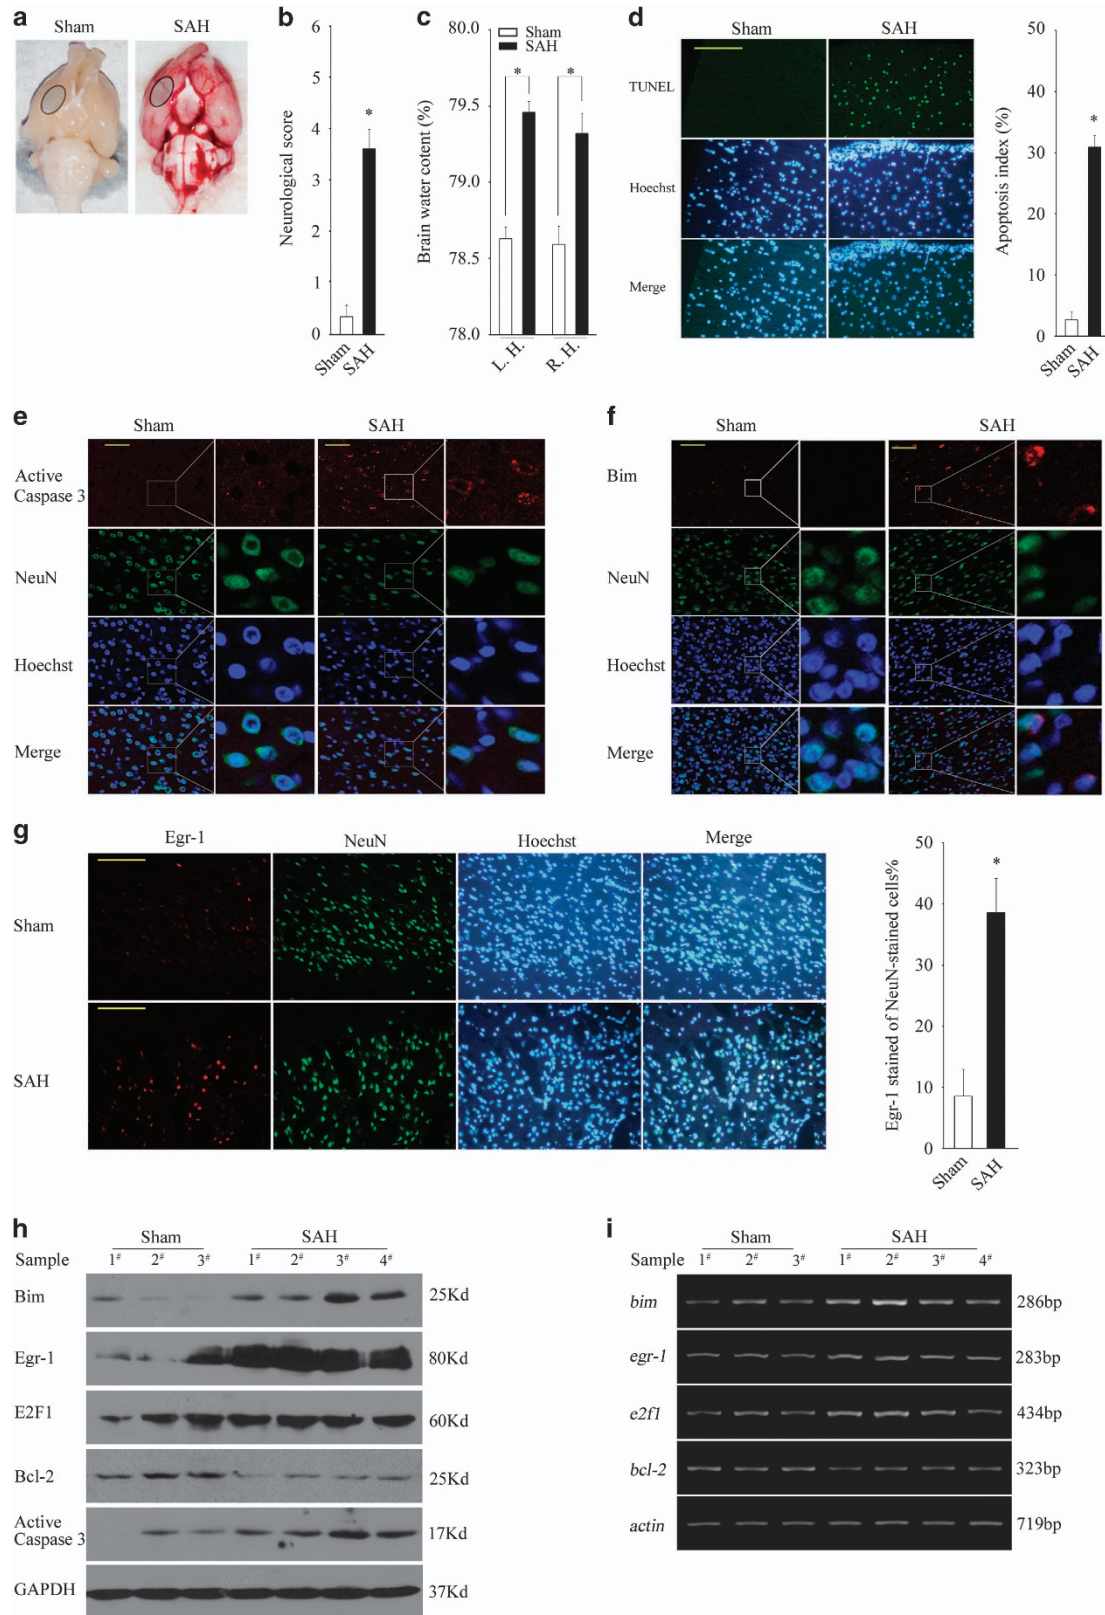 a
Sham
SAH
b
Neurological score
6
5
4
3
2
1
0
*
Sham
SAH
c
Brain water cotent (%)
80.0
79.5
79.0
78.5
78.0
Sham
SAH
*
*
L. H.
R. H.
d
Sham
SAH
TUNEL
Hoechst
Merge
Apoptosis index (%)
50
40
30
20
10
0
*
Sham
SAH
e
Sham
SAH
Active
Caspase 3
NeuN
Hoechst
Merge
f
Sham
SAH
Bim
NeuN
Hoechst
Merge
g
Egr-1
NeuN
Hoechst
Merge
Sham
SAH
Egr-1 stained of NeuN-stained cells%
50
40
30
20
10
0
*
Sham
SAH
h
Sham
SAH
Sample
1# 2# 3# 1# 2# 3# 4#
Bim
25Kd
Egr-1
80Kd
E2F1
60Kd
Bcl-2
25Kd
Active
Caspase 3
17Kd
GAPDH
37Kd
i
Sham
SAH
Sample
1# 2# 3# 1# 2# 3# 4#
bim
286bp
egr-1
283bp
e2f1
434bp
bcl-2
323bp
actin
719bp